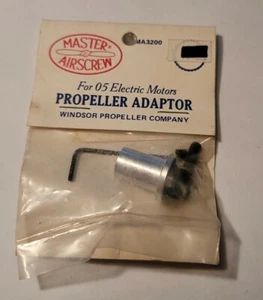 MASTER
AIRSCREW
MA3200
For 05 Electric Motors
PROPELLER ADAPTOR
WINDSOR PROPELLER COMPANY